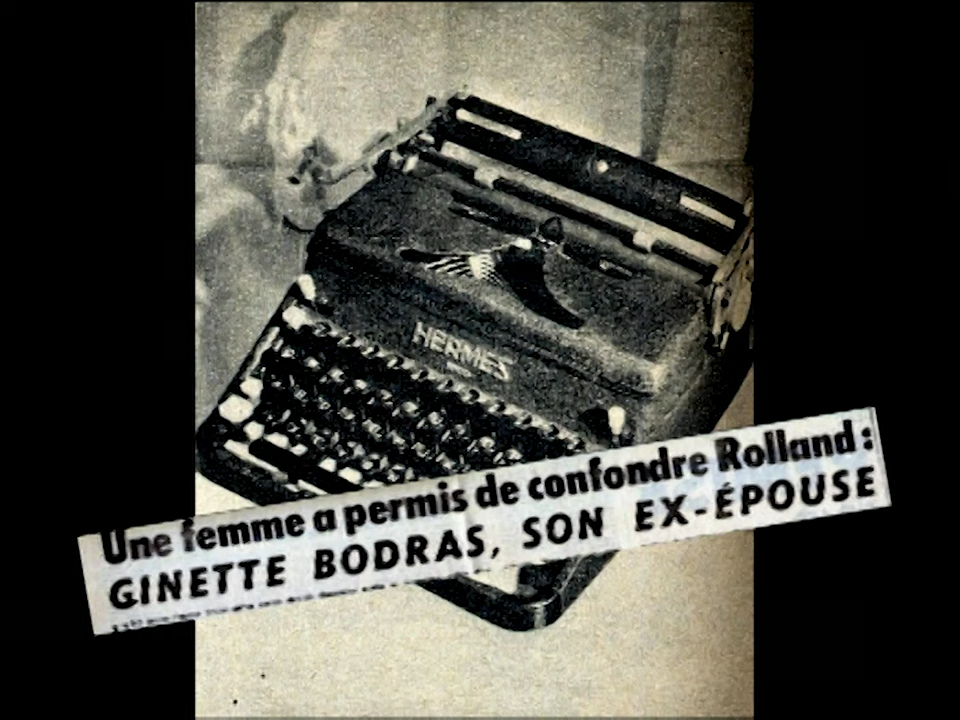 HERMES
Une femme a permis de confondre Rolland :
GINETTE BODRAS, SON EX-ÉPOUSE